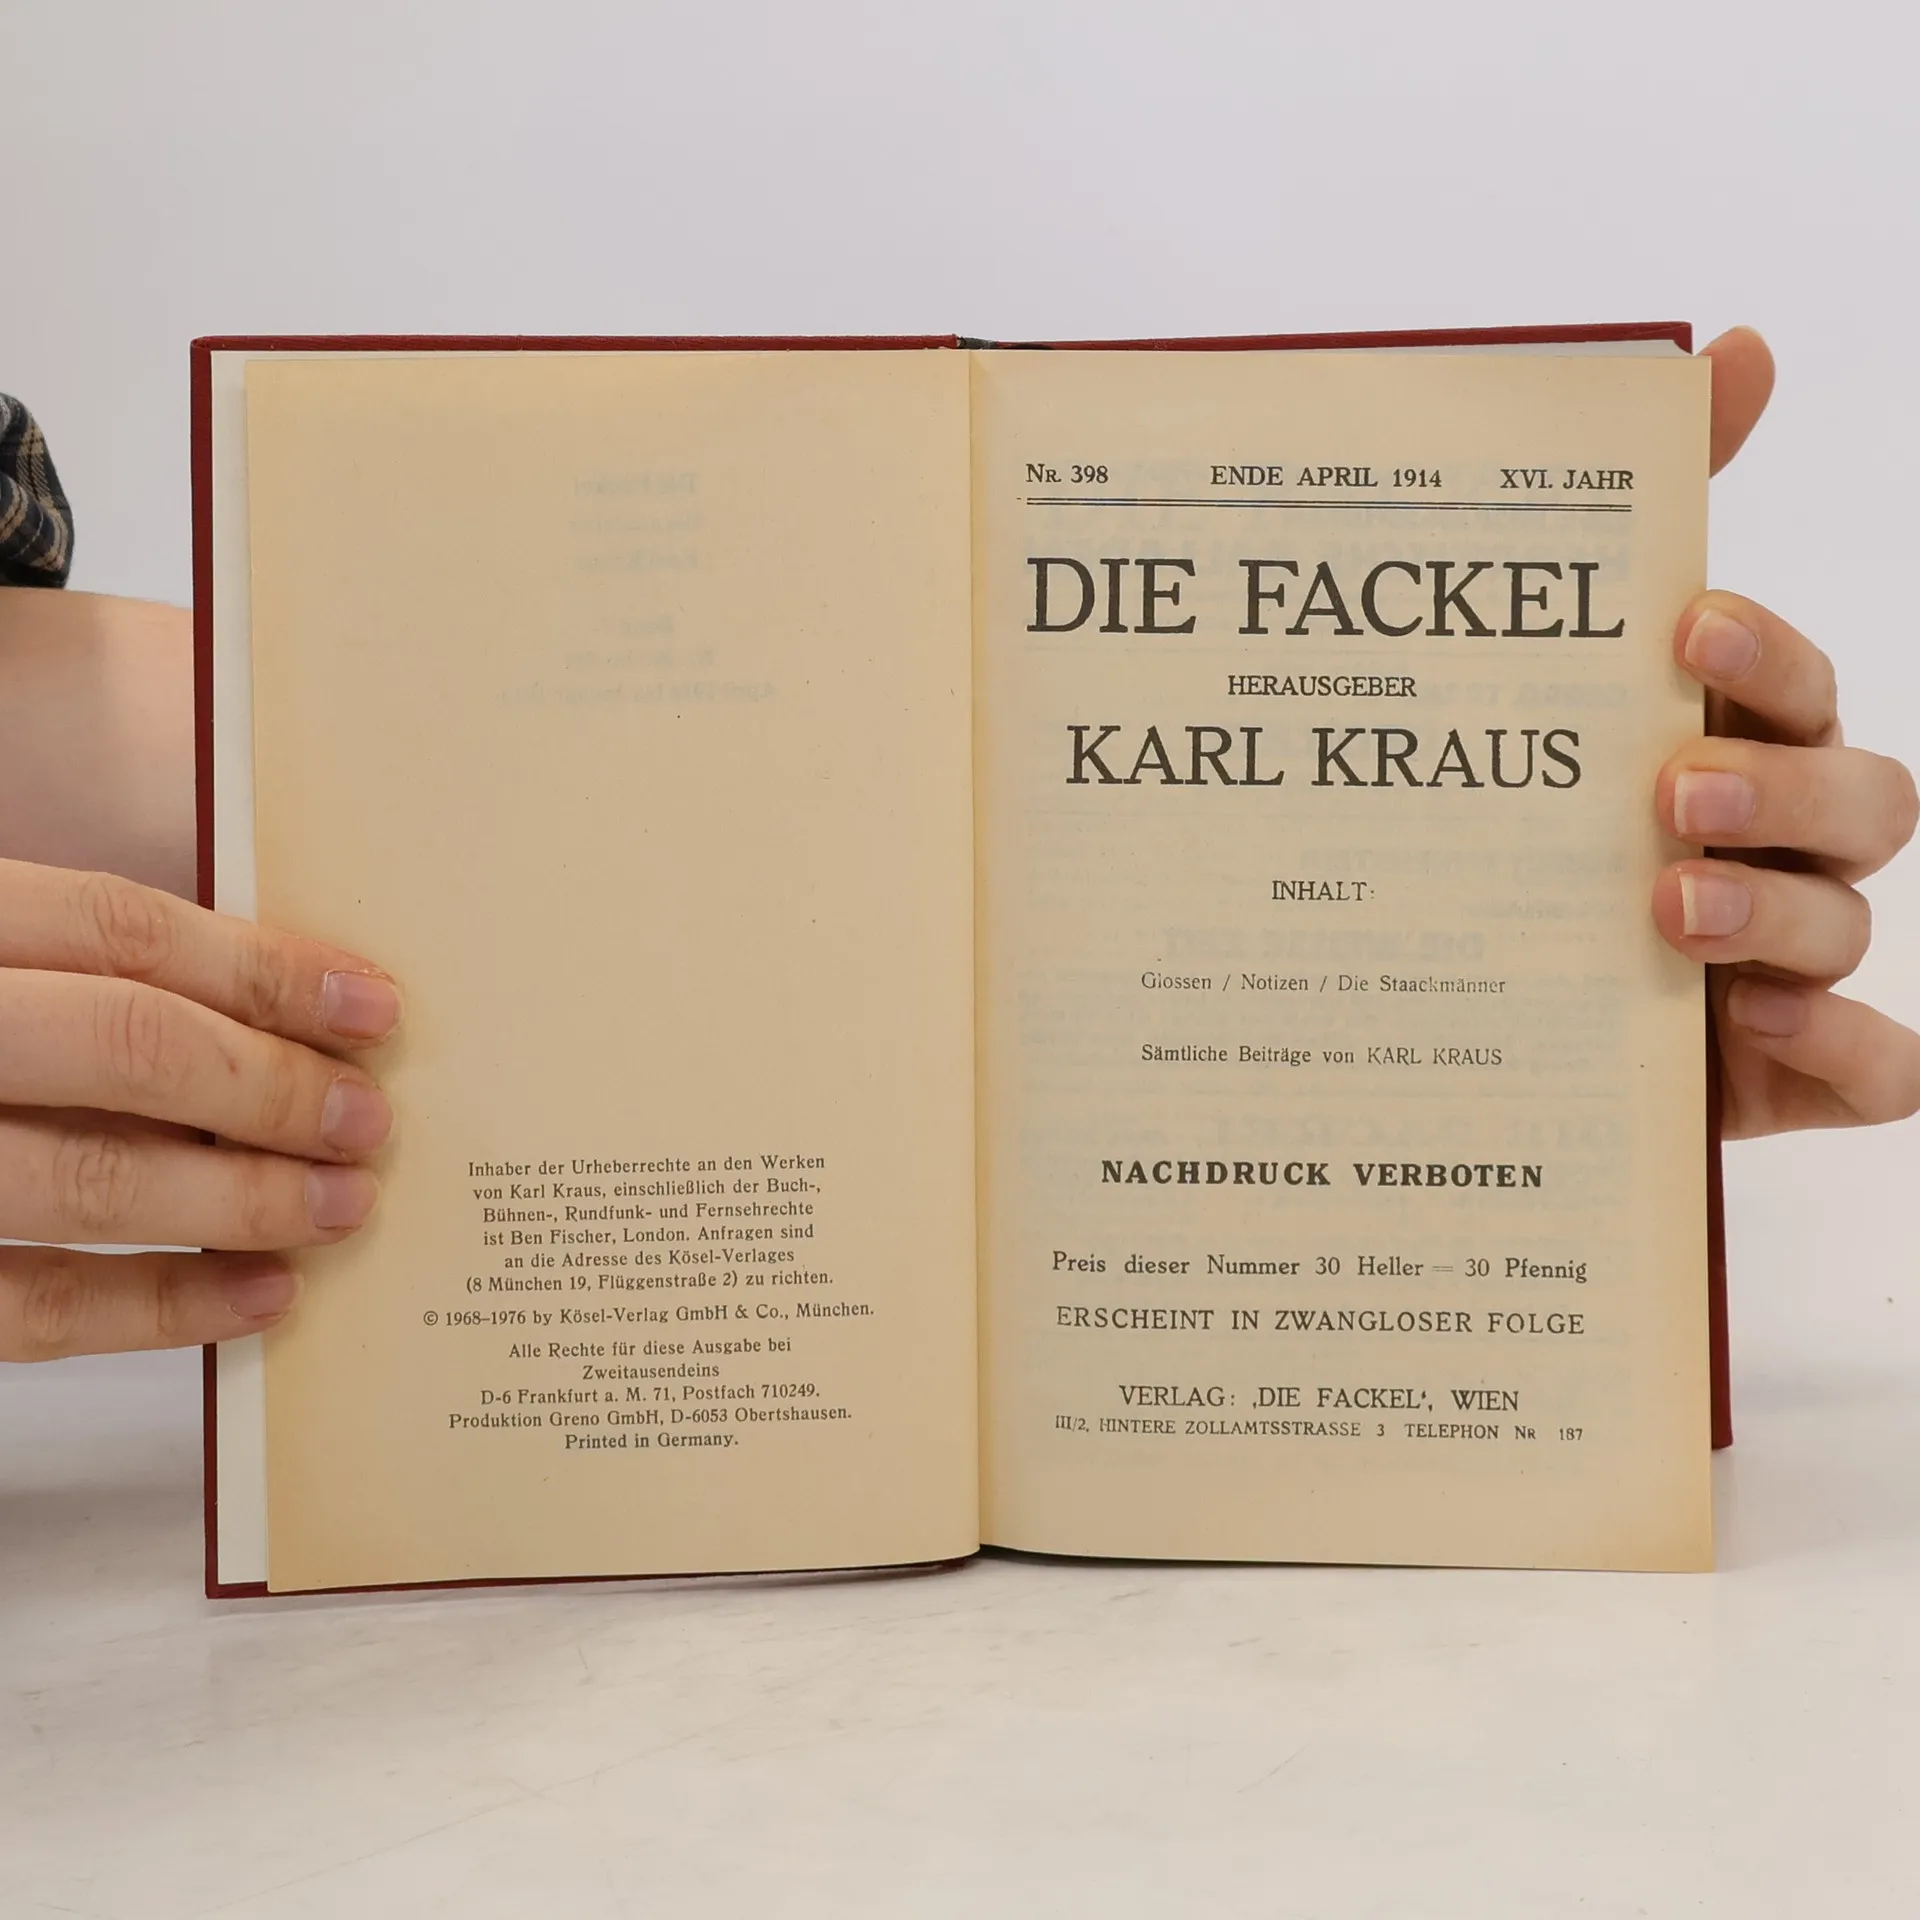 Inhaber der Urheberrechte an den Werken
von Karl Kraus, einschließlich der Buch-,
Bühnen-, Rundfunk- und Fernsehrechte
ist Ben Fischer, London. Anfragen sind
an die Adresse des Kösel-Verlages
(8 München 19, Flüggenstraße 2) zu richten.
© 1968–1976 by Kösel-Verlag GmbH & Co., München.
Alle Rechte für diese Ausgabe bei
Zweitausendeins
D-6 Frankfurt a. M. 71, Postfach 710249.
Produktion Greno GmbH, D-6053 Obertshausen.
Printed in Germany.
NR. 398 ENDE APRIL 1914 XVI. JAHR
DIE FACKEL
HERAUSGEBER
KARL KRAUS
INHALT:
Glossen / Notizen / Die Staackmänner
Sämtliche Beiträge von KARL KRAUS
NACHDRUCK VERBOTEN
Preis dieser Nummer 30 Heller = 30 Pfennig
ERSCHEINT IN ZWANGLOSER FOLGE
VERLAG: ‚DIE FACKEL‘, WIEN
III/2, HINTERE ZOLLAMTSSTRASSE 3 TELEPHON NR 187